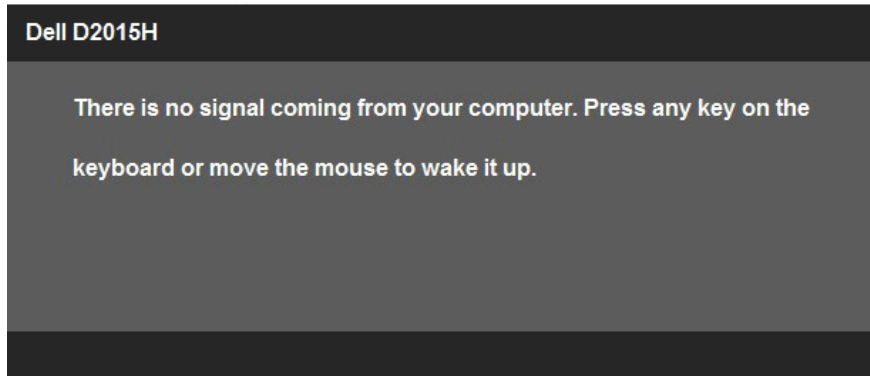 Dell D2015H
There is no signal coming from your computer. Press any key on the
keyboard or move the mouse to wake it up.